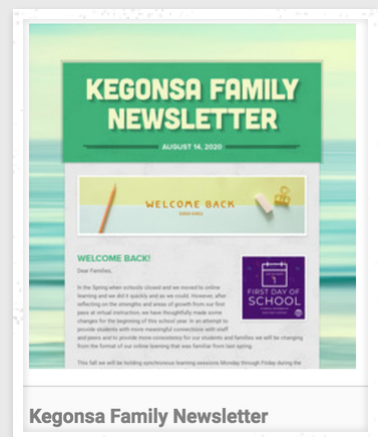 KEGONSA FAMILY
NEWSLETTER
AUGUST 14, 2020
WELCOME BACK
WELCOME BACK!
Dear Families,
FIRST DAY OF
SCHOOL
In the Spring when schools closed and we moved to online
learning and we did it quickly and as we could. However, after
reflecting on the strengths and areas of growth from our first
pass at virtual instruction, we have thoughtfully made some
changes for the beginning of this school year. In an attempt to
provide students with more meaningful connections with staff
and peers and to provide more consistency for our students and families we will be changing
from the format of our online learning that was familiar from last spring.
This fall we will be holding synchronous learning sessions Monday through Friday during the
Kegonsa Family Newsletter